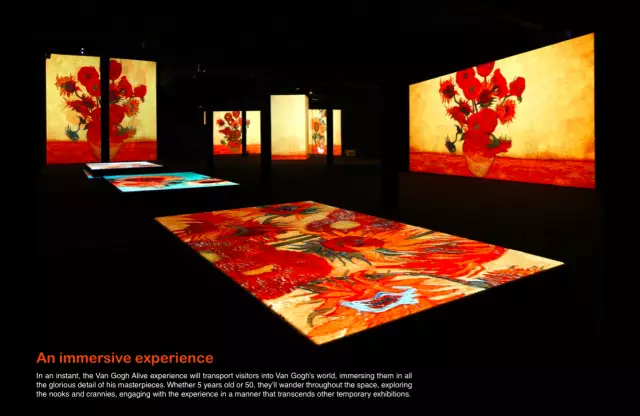 An immersive experience
In an instant, the Van Gogh Alive experience will transport visitors into Van Gogh's world, immersing them in all
the glorious detail of his masterpieces. Whether 5 years old or 50, they'll wander throughout the space, exploring
the nooks and crannies, engaging with the experience in a manner that transcends other temporary exhibitions.